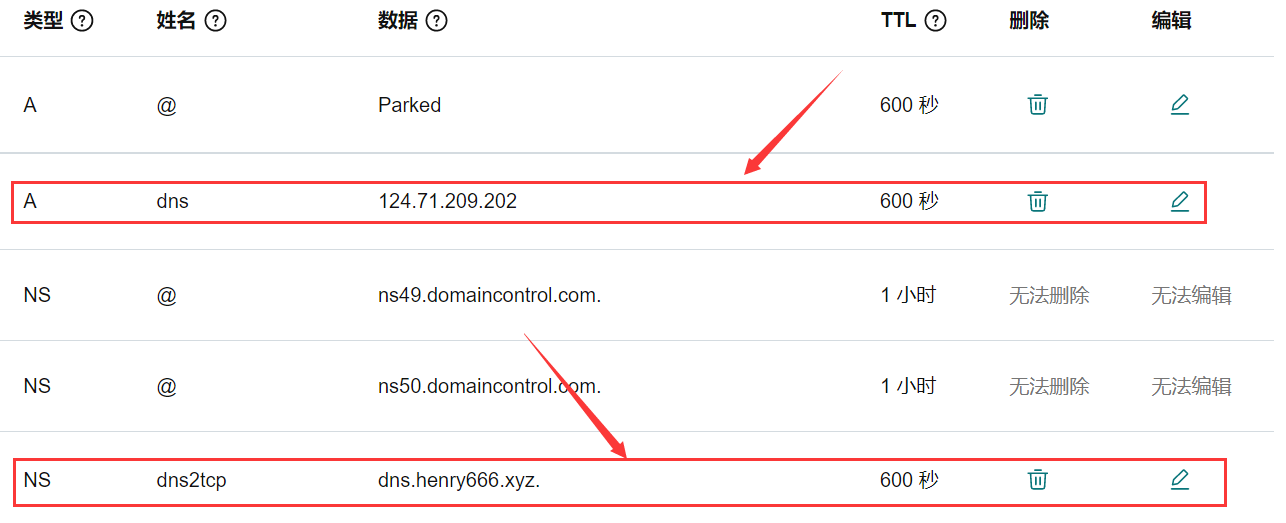 类型 ? 姓名 ? 数据 ? TTL ? 删除 编辑
A @ Parked 600 秒
A dns 124.71.209.202 600 秒
NS @ ns49.domaincontrol.com. 1 小时 无法删除 无法编辑
NS @ ns50.domaincontrol.com. 1 小时 无法删除 无法编辑
NS dns2tcp dns.henry666.xyz. 600 秒